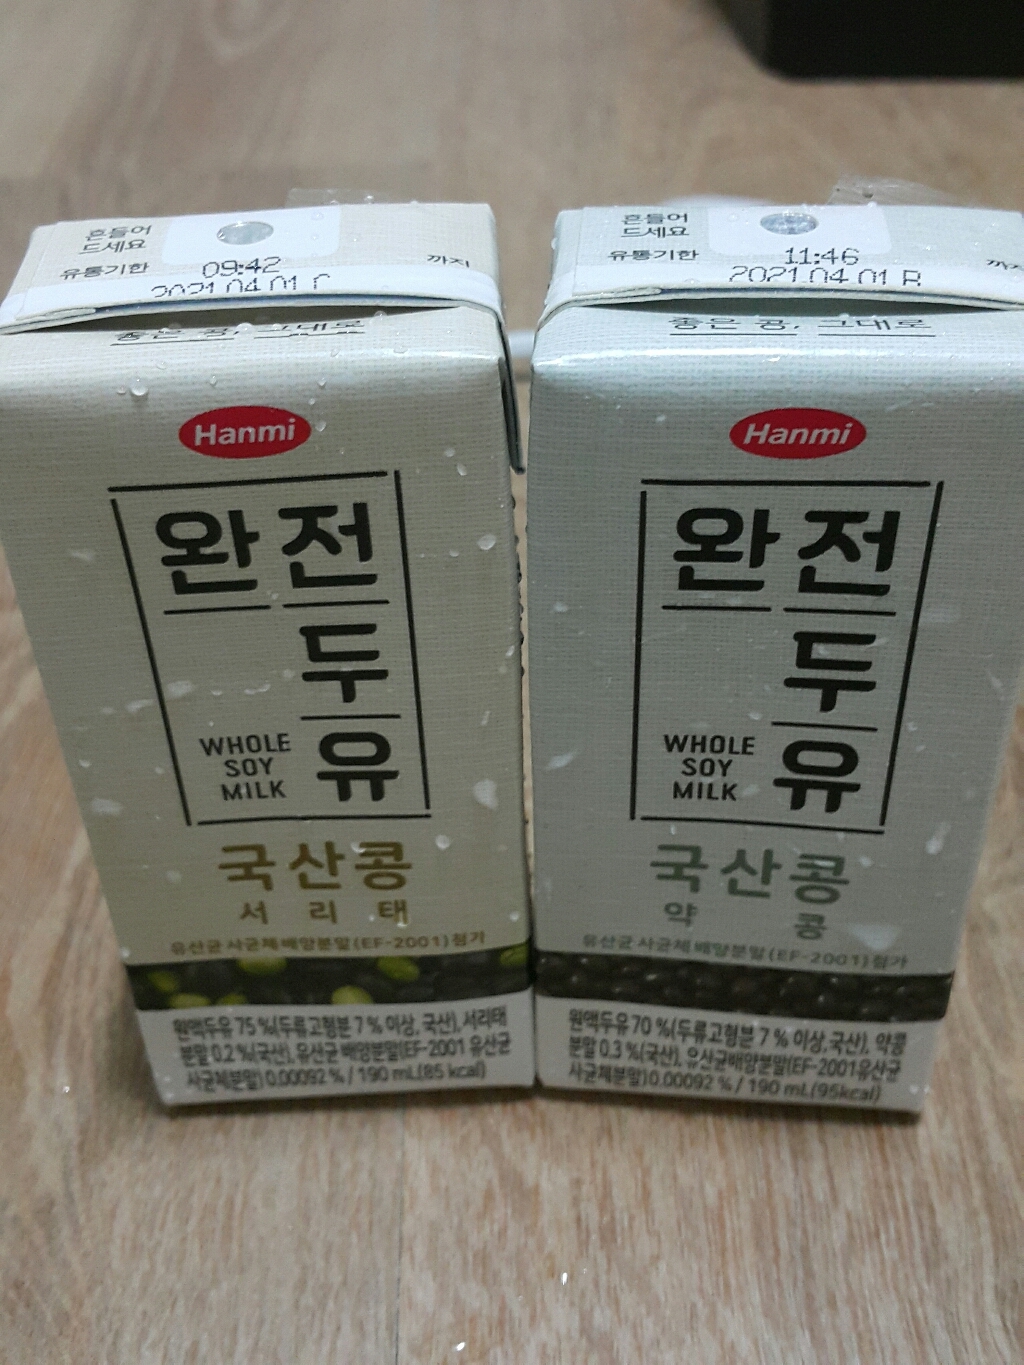 흔들어
드세요
유통기한
09:42
까지
2021.04.01 C
좋은 콩, 그대로
Hanmi
완전
두
유
WHOLE
SOY
MILK
국산콩
서리태
유산균사균체배양분말(EF-2001)첨가
원액두유 75 %(두류고형분 7 % 이상, 국산), 서리태
분말 0.2 %(국산), 유산균 배양분말(EF-2001 유산균
사균체분말) 0.00092 % / 190 mL(85 kcal)
흔들어
드세요
유통기한
11:46
까지
2021.04.01 B
좋은 콩, 그대로
Hanmi
완전
두
유
WHOLE
SOY
MILK
국산콩
약콩
유산균사균체배양분말(EF-2001)첨가
원액두유 70 %(두류고형분 7 % 이상, 국산), 약콩
분말 0.3 %(국산), 유산균배양분말(EF-2001유산균
사균체분말) 0.00092 % / 190 mL(95kcal)